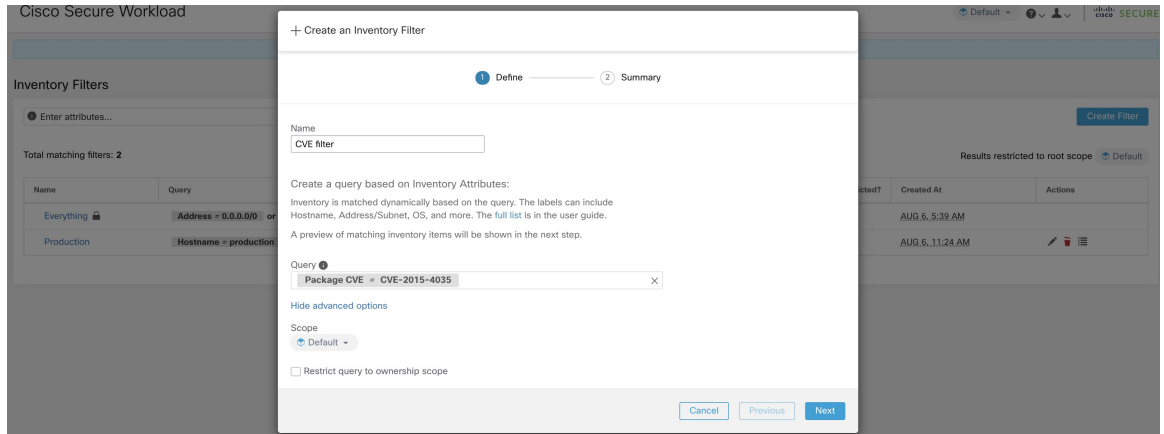 Cisco Secure Workload
Default
cisco SECURE
+ Create an Inventory Filter
1 Define 2 Summary
Inventory Filters
Enter attributes...
Create Filter
Total matching filters: 2
Results restricted to root scope Default
Name Query icted? Created At Actions
Everything Address = 0.0.0.0/0 or AUG 6, 5:39 AM
Production Hostname = production AUG 6, 11:24 AM
Name
CVE filter
Create a query based on Inventory Attributes:
Inventory is matched dynamically based on the query. The labels can include
Hostname, Address/Subnet, OS, and more. The full list is in the user guide.
A preview of matching inventory items will be shown in the next step.
Query
Package CVE = CVE-2015-4035
Hide advanced options
Scope
Default
Restrict query to ownership scope
Cancel Previous Next